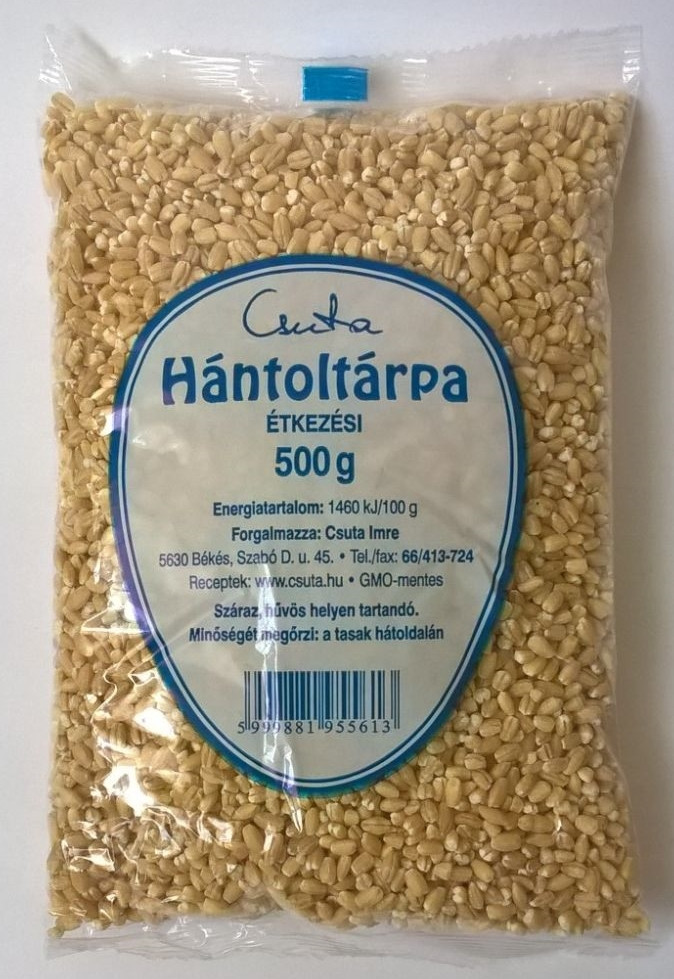 Csuta
Hántoltárpa
ÉTKEZÉSI
500 g
Energiatartalom: 1460 kJ/100 g
Forgalmazza: Csuta Imre
5630 Békés, Szabó D. u. 45. • Tel./fax: 66/413-724
Receptek: www.csuta.hu • GMO-mentes
Száraz, hűvös helyen tartandó.
Minőségét megőrzi: a tasak hátoldalán
5 999881 955613